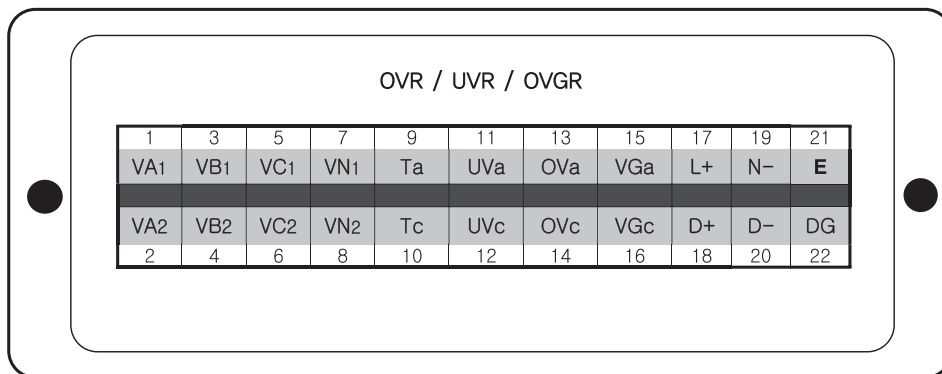 OVR / UVR / OVGR
1 3 5 7 9 11 13 15 17 19 21
VA1 VB1 VC1 VN1 Ta UVa OVa VGa L+ N− E
VA2 VB2 VC2 VN2 Tc UVc OVc VGc D+ D− DG
2 4 6 8 10 12 14 16 18 20 22